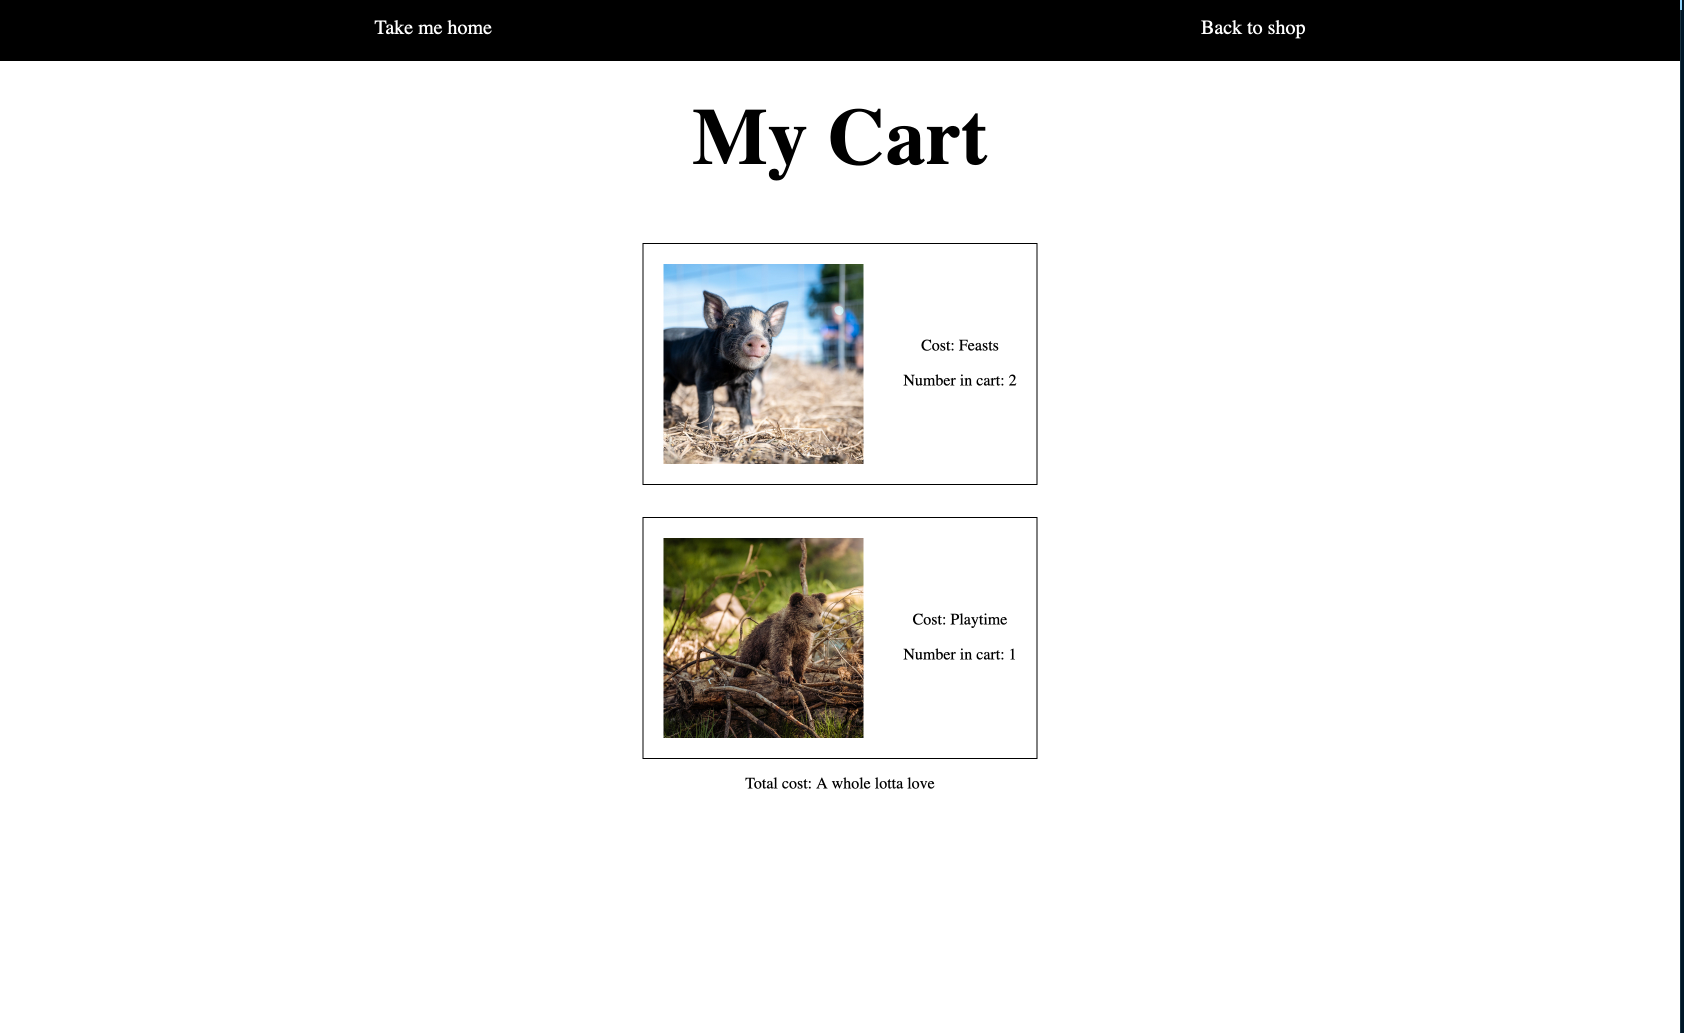 Take me home
Back to shop
My Cart
Cost: Feasts
Number in cart: 2
Cost: Playtime
Number in cart: 1
Total cost: A whole lotta love